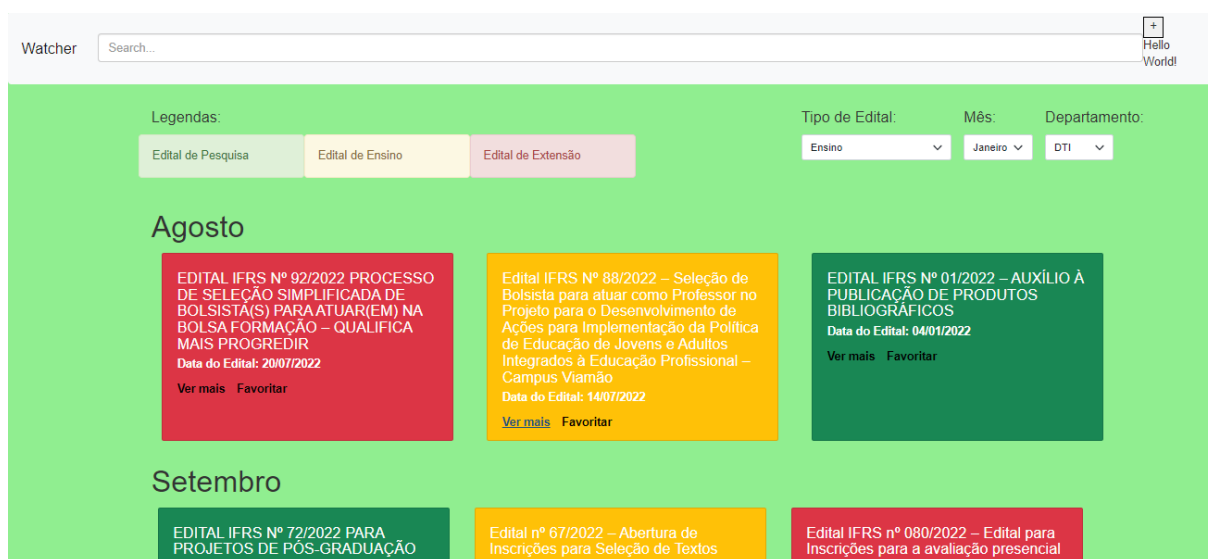 +
Watcher
Search...
Hello
World!
Legendas:
Tipo de Edital:
Mês:
Departamento:
Edital de Pesquisa
Edital de Ensino
Edital de Extensão
Ensino
Janeiro
DTI
Agosto
EDITAL IFRS Nº 92/2022 PROCESSO
DE SELEÇÃO SIMPLIFICADA DE
BOLSISTA(S) PARA ATUAR(EM) NA
BOLSA FORMAÇÃO – QUALIFICA
MAIS PROGREDIR
Data do Edital: 20/07/2022
Ver mais Favoritar
Edital IFRS Nº 88/2022 – Seleção de
Bolsista para atuar como Professor no
Projeto para o Desenvolvimento de
Ações para Implementação da Política
de Educação de Jovens e Adultos
Integrados à Educação Profissional –
Campus Viamão
Data do Edital: 14/07/2022
Ver mais Favoritar
EDITAL IFRS Nº 01/2022 – AUXÍLIO À
PUBLICAÇÃO DE PRODUTOS
BIBLIOGRÁFICOS
Data do Edital: 04/01/2022
Ver mais Favoritar
Setembro
EDITAL IFRS Nº 72/2022 PARA
PROJETOS DE PÓS-GRADUAÇÃO
Edital nº 67/2022 – Abertura de
Inscrições para Seleção de Textos
Edital IFRS nº 080/2022 – Edital para
Inscrições para a avaliação presencial